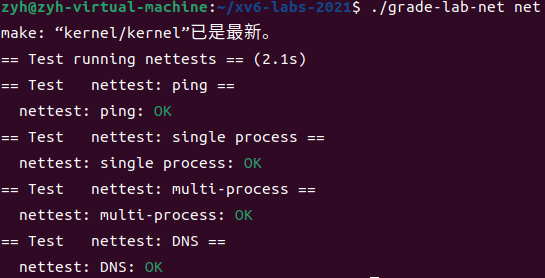 zyh@zyh-virtual-machine:~/xv6-labs-2021$ ./grade-lab-net net
make: “kernel/kernel”已是最新。
== Test running nettests == (2.1s)
== Test   nettest: ping ==
  nettest: ping: OK
== Test   nettest: single process ==
  nettest: single process: OK
== Test   nettest: multi-process ==
  nettest: multi-process: OK
== Test   nettest: DNS ==
  nettest: DNS: OK